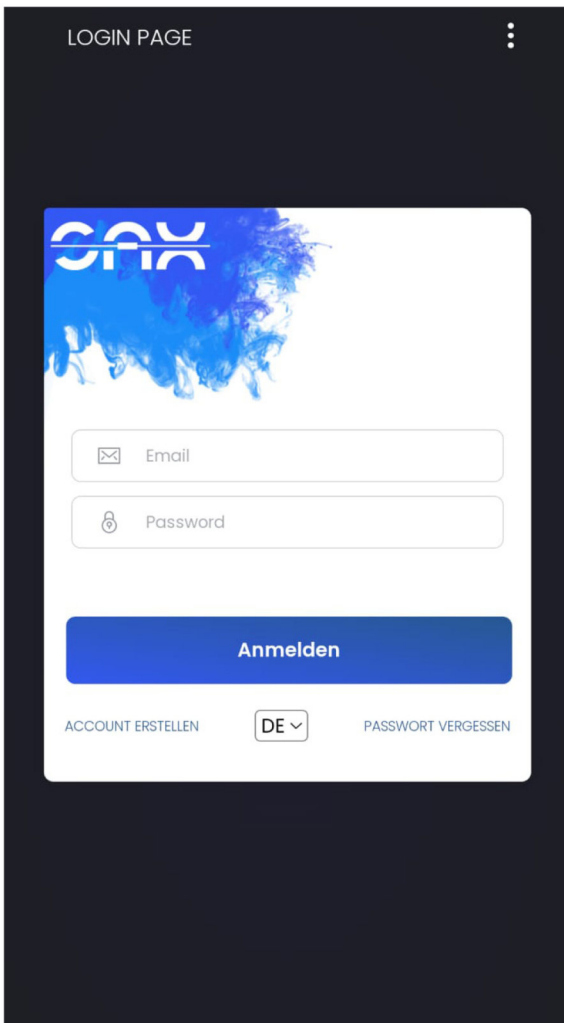 LOGIN PAGE
SAX
Email
Password
Anmelden
ACCOUNT ERSTELLEN
DE
PASSWORT VERGESSEN